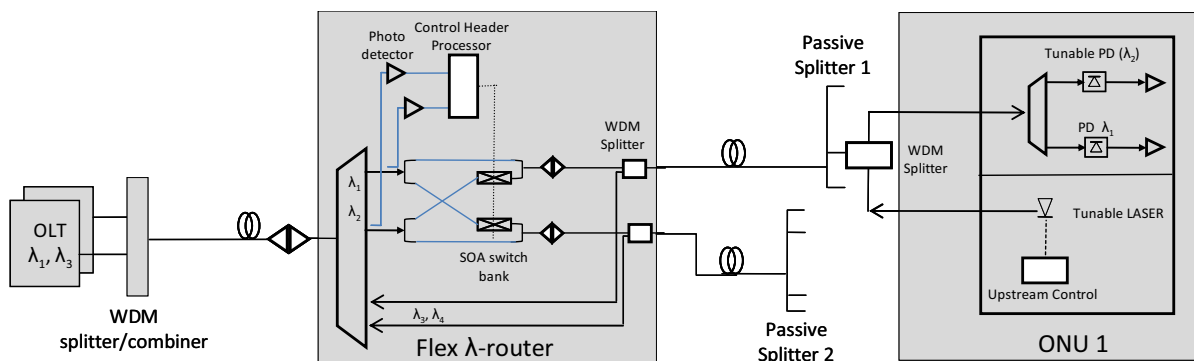 OLT
λ1, λ3
WDM
splitter/combiner
Photo
detector
Control Header
Processor
λ1
λ2
SOA switch
bank
λ3, λ4
WDM
Splitter
Flex λ-router
Passive
Splitter 1
Passive
Splitter 2
WDM
Splitter
Tunable PD (λ2)
PD λ1
Tunable LASER
Upstream Control
ONU 1